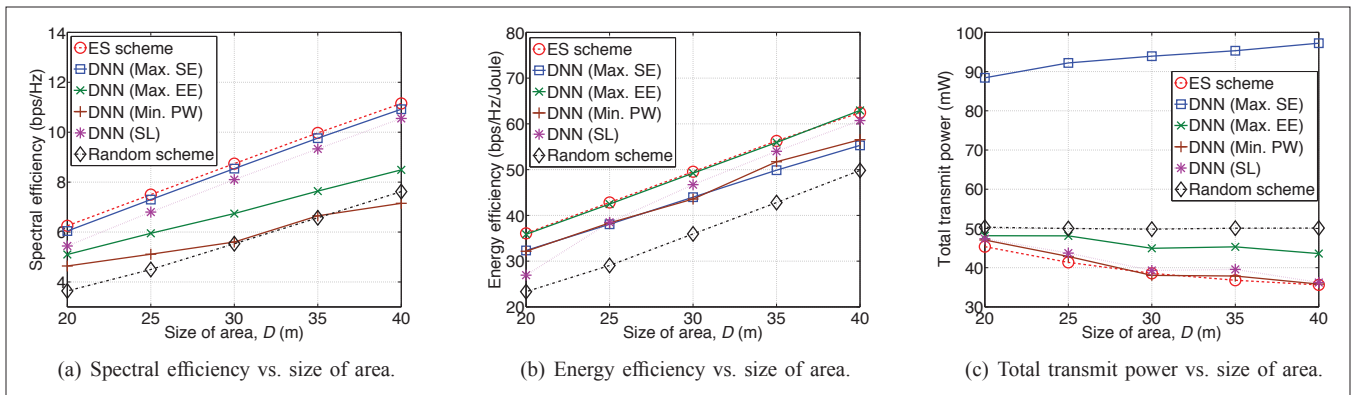 14
12
10
8
6
4
20 25 30 35 40
Spectral efficiency (bps/Hz)
Size of area, D (m)
ES scheme
DNN (Max. SE)
DNN (Max. EE)
DNN (Min. PW)
DNN (SL)
Random scheme
(a) Spectral efficiency vs. size of area.
80
70
60
50
40
30
20
20 25 30 35 40
Energy efficiency (bps/Hz/Joule)
Size of area, D (m)
ES scheme
DNN (Max. SE)
DNN (Max. EE)
DNN (Min. PW)
DNN (SL)
Random scheme
(b) Energy efficiency vs. size of area.
100
90
80
70
60
50
40
30
20 25 30 35 40
Total transmit power (mW)
Size of area, D (m)
ES scheme
DNN (Max. SE)
DNN (Max. EE)
DNN (Min. PW)
DNN (SL)
Random scheme
(c) Total transmit power vs. size of area.